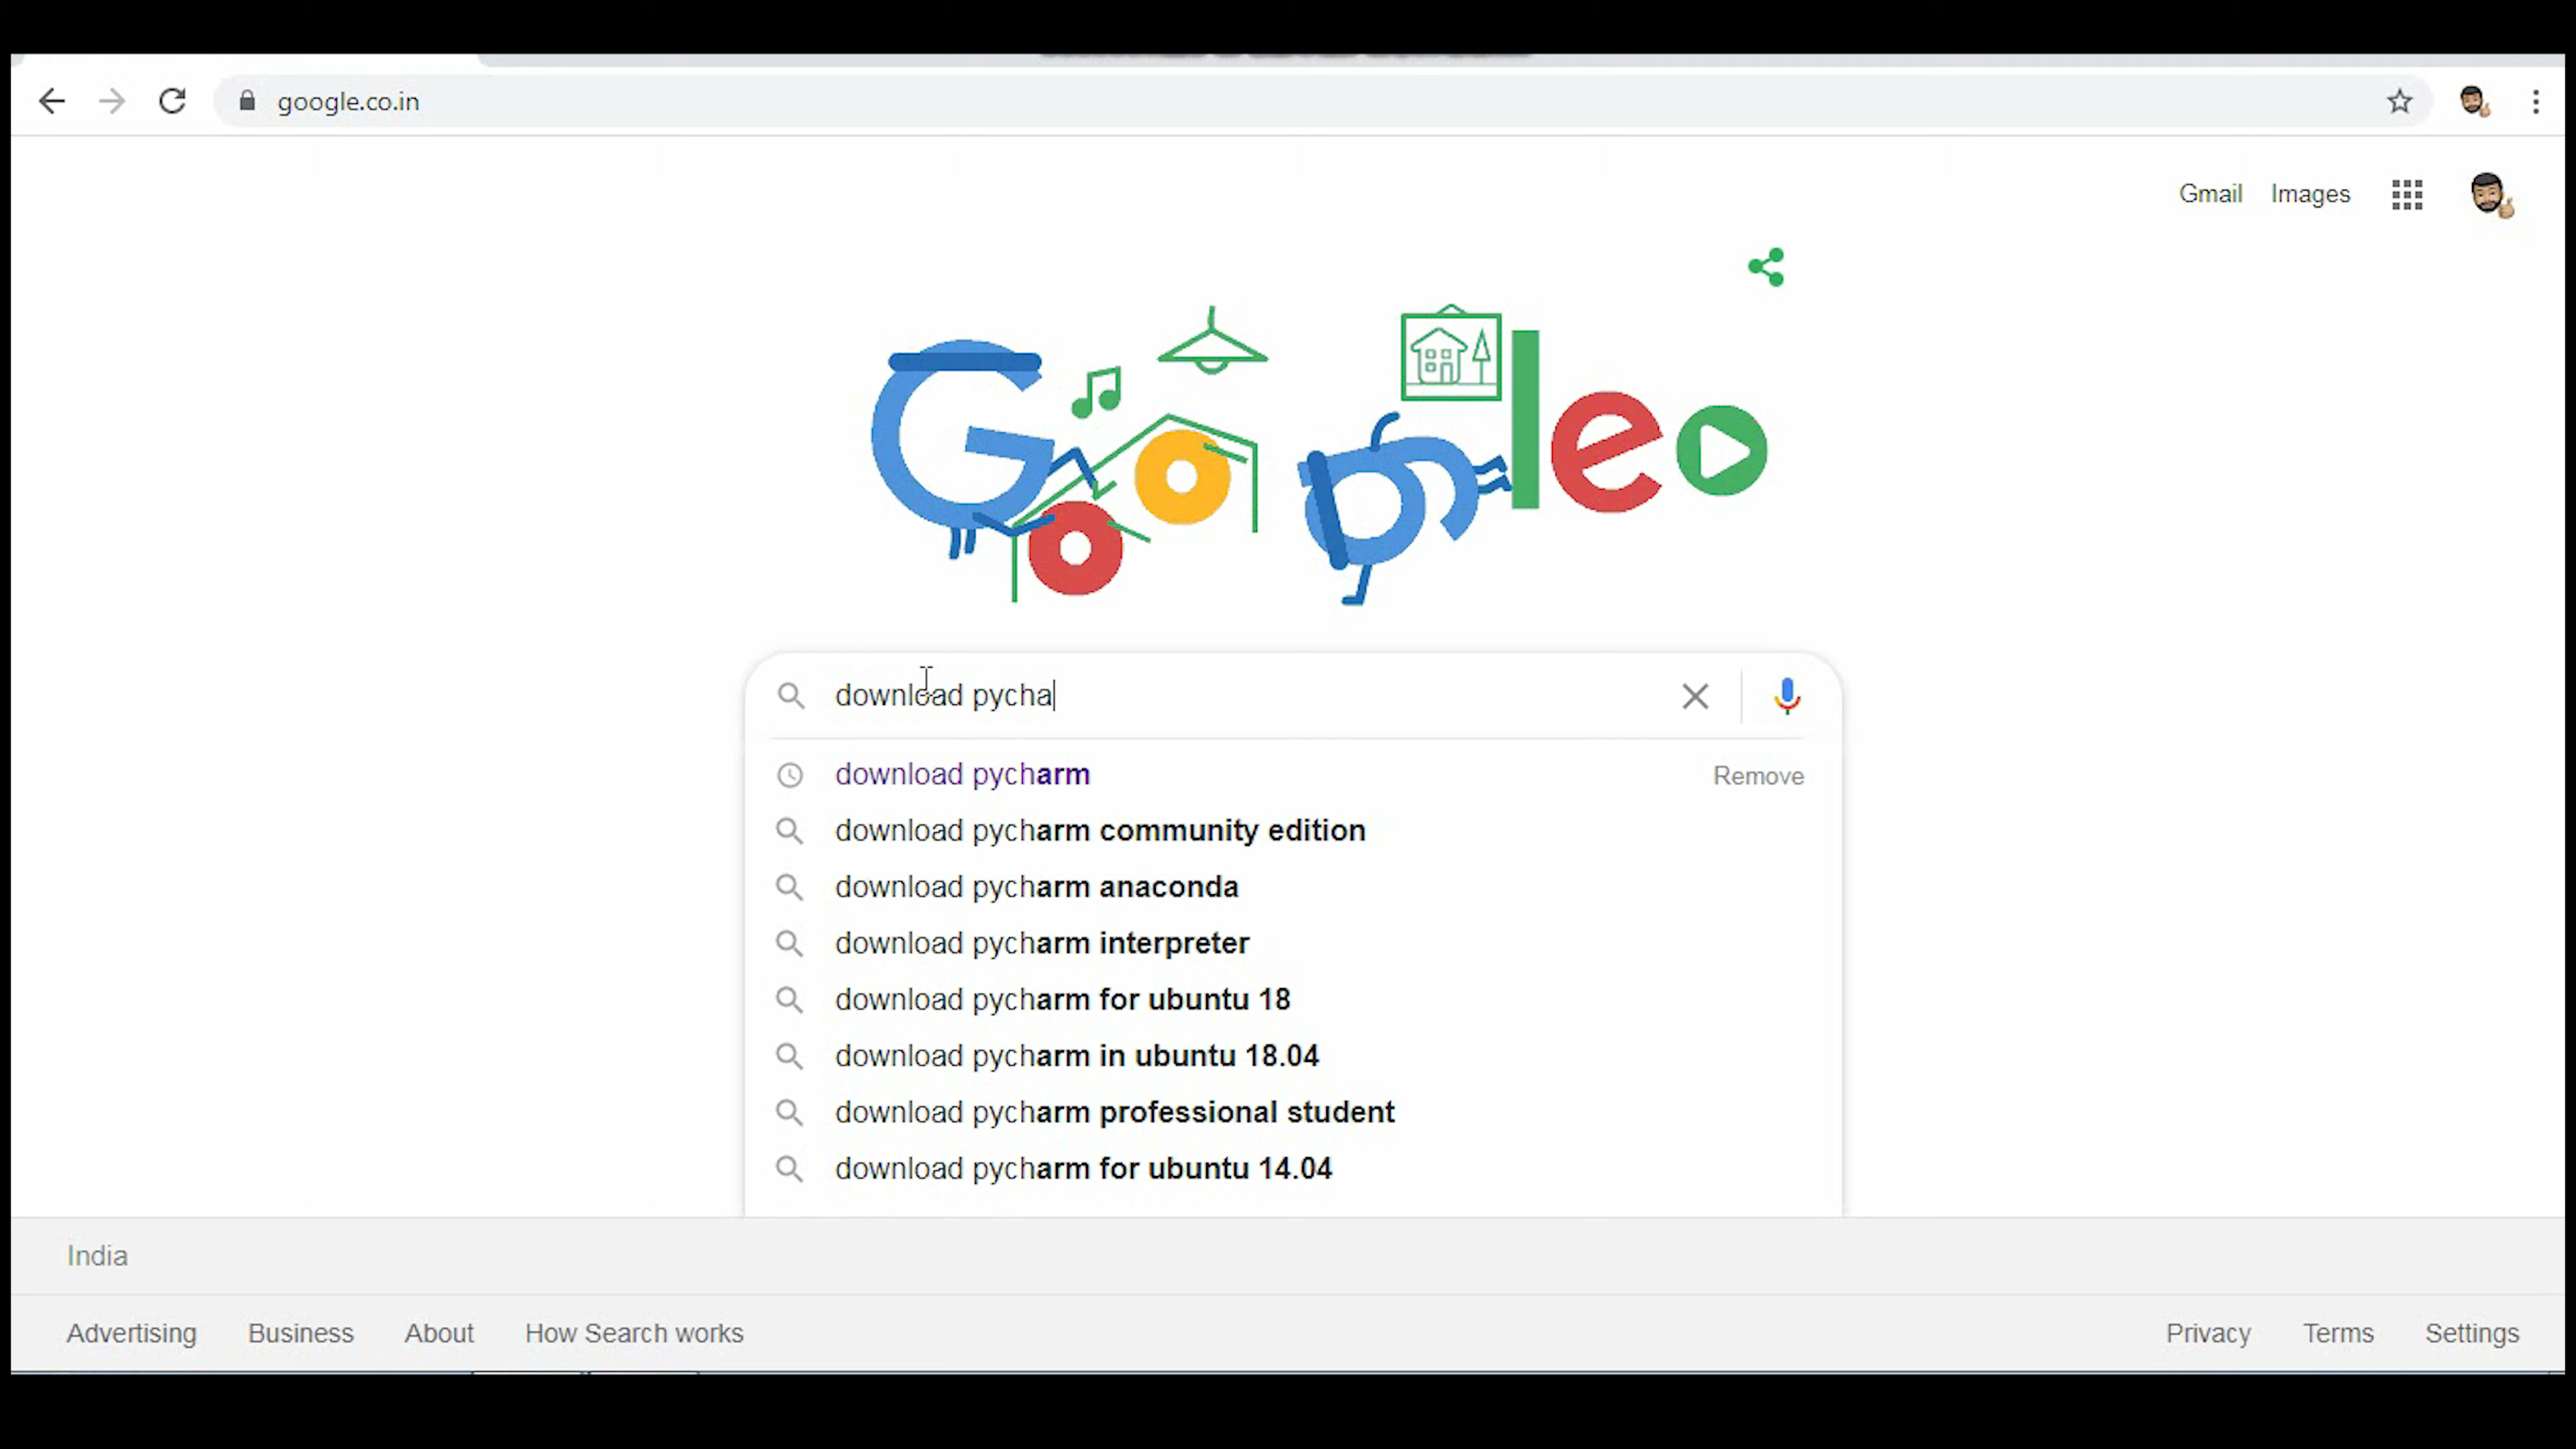 google.co.in
Gmail Images
Google
download pycha
download pycharm Remove
download pycharm community edition
download pycharm anaconda
download pycharm interpreter
download pycharm for ubuntu 18
download pycharm in ubuntu 18.04
download pycharm professional student
download pycharm for ubuntu 14.04
India
Advertising Business About How Search works Privacy Terms Settings